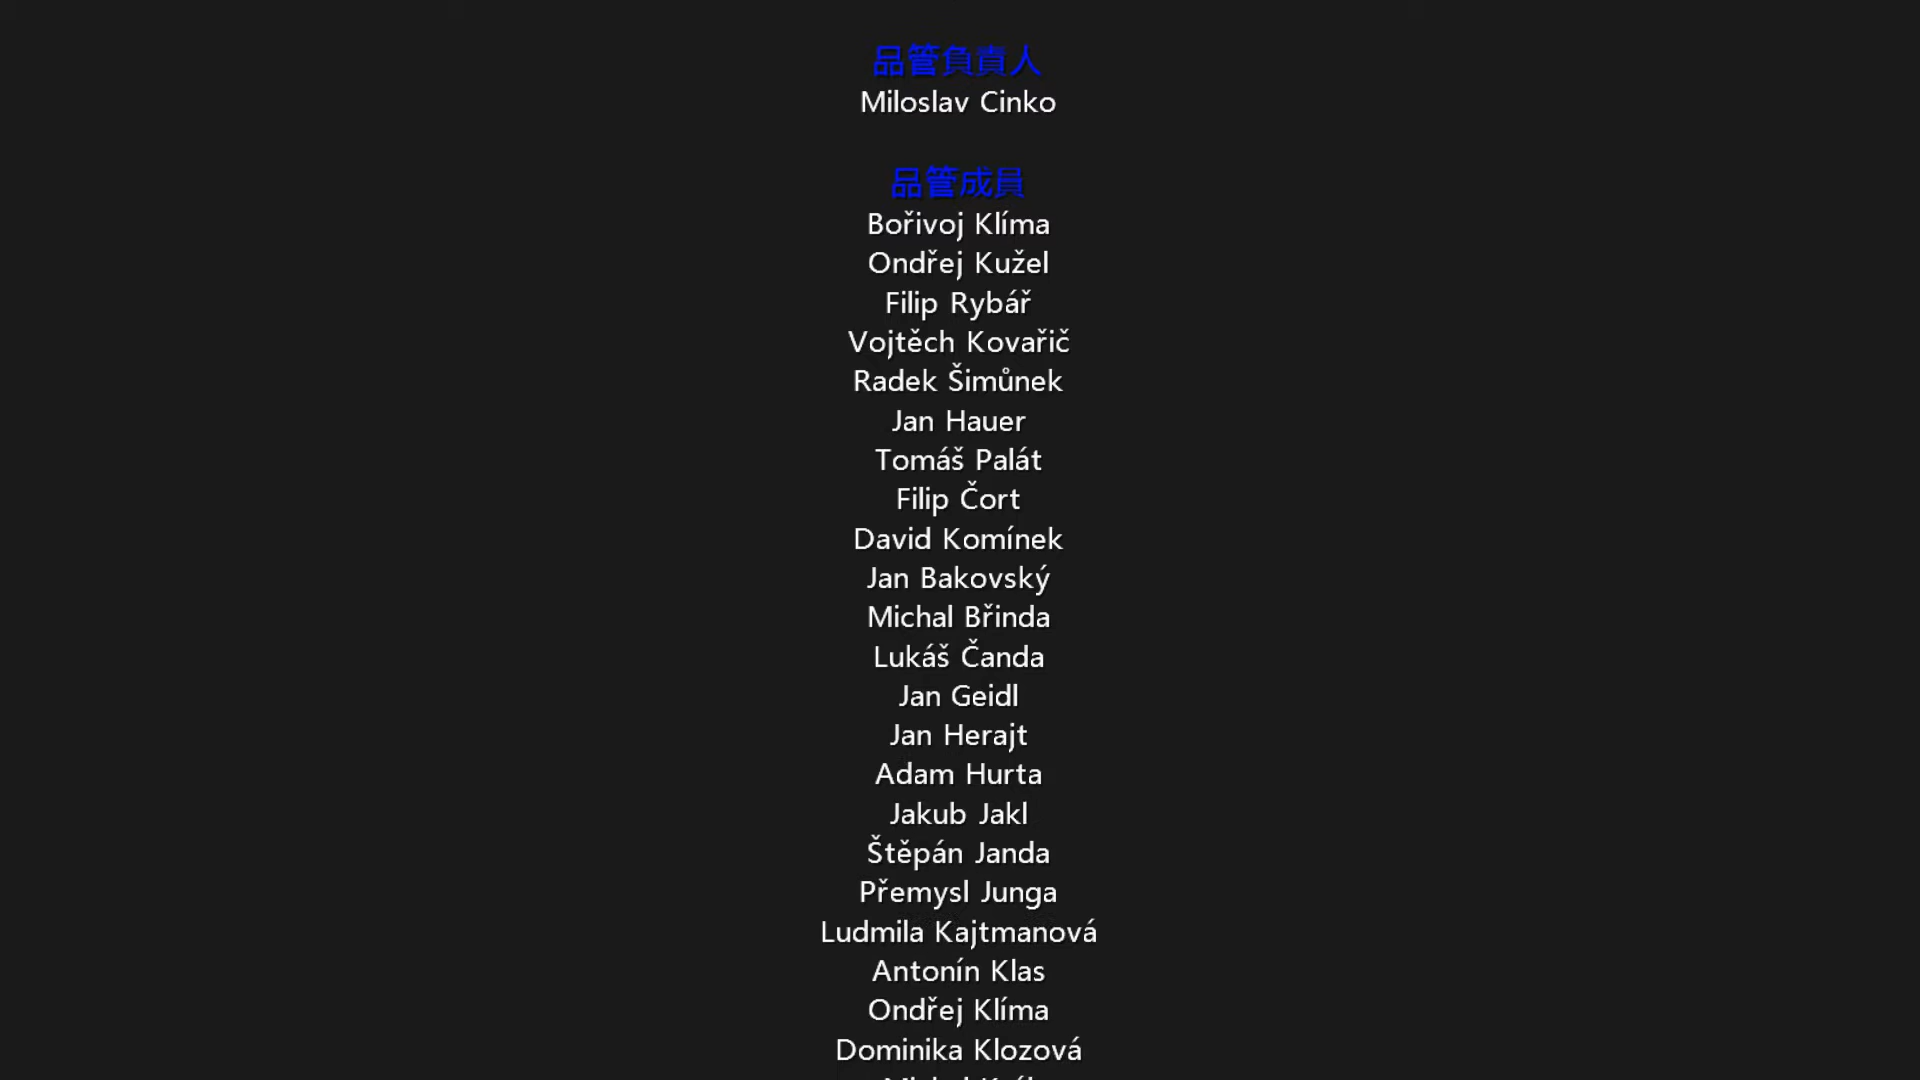 品管負責人
Miloslav Cinko
品管成員
Bořivoj Klíma
Ondřej Kužel
Filip Rybář
Vojtěch Kovařič
Radek Šimůnek
Jan Hauer
Tomáš Palát
Filip Čort
David Komínek
Jan Bakovský
Michal Břinda
Lukáš Čanda
Jan Geidl
Jan Herajt
Adam Hurta
Jakub Jakl
Štěpán Janda
Přemysl Junga
Ludmila Kajtmanová
Antonín Klas
Ondřej Klíma
Dominika Klozová